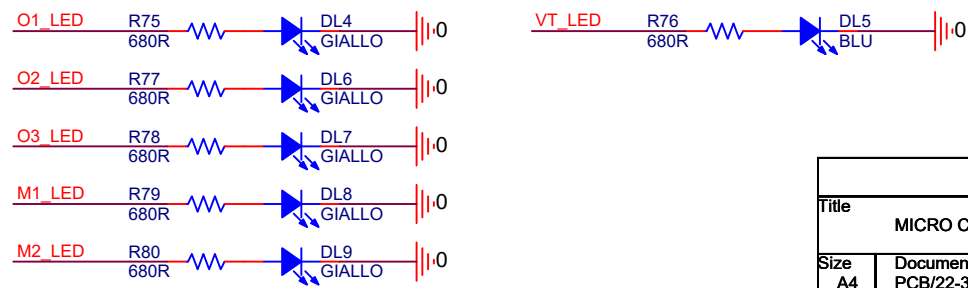 O1_LED R75 680R DL4 GIALLO 0
VT_LED R76 680R DL5 BLU 0
O2_LED R77 680R DL6 GIALLO 0
O3_LED R78 680R DL7 GIALLO 0
M1_LED R79 680R DL8 GIALLO 0
M2_LED R80 680R DL9 GIALLO 0
Title
MICRO C
Size Documen
A4 PCB/22-3